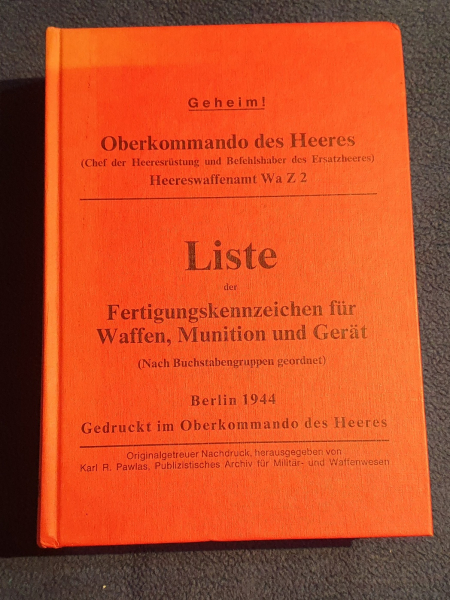 Geheim!
Oberkommando des Heeres
(Chef der Heeresrüstung und Befehlshaber des Ersatzheeres)
Heereswaffenamt Wa Z 2
Liste
der
Fertigungskennzeichen für
Waffen, Munition und Gerät
(Nach Buchstabengruppen geordnet)
Berlin 1944
Gedruckt im Oberkommando des Heeres
Originalgetreuer Nachdruck, herausgegeben von
Karl R. Pawlas, Publizistisches Archiv für Militär- und Waffenwesen